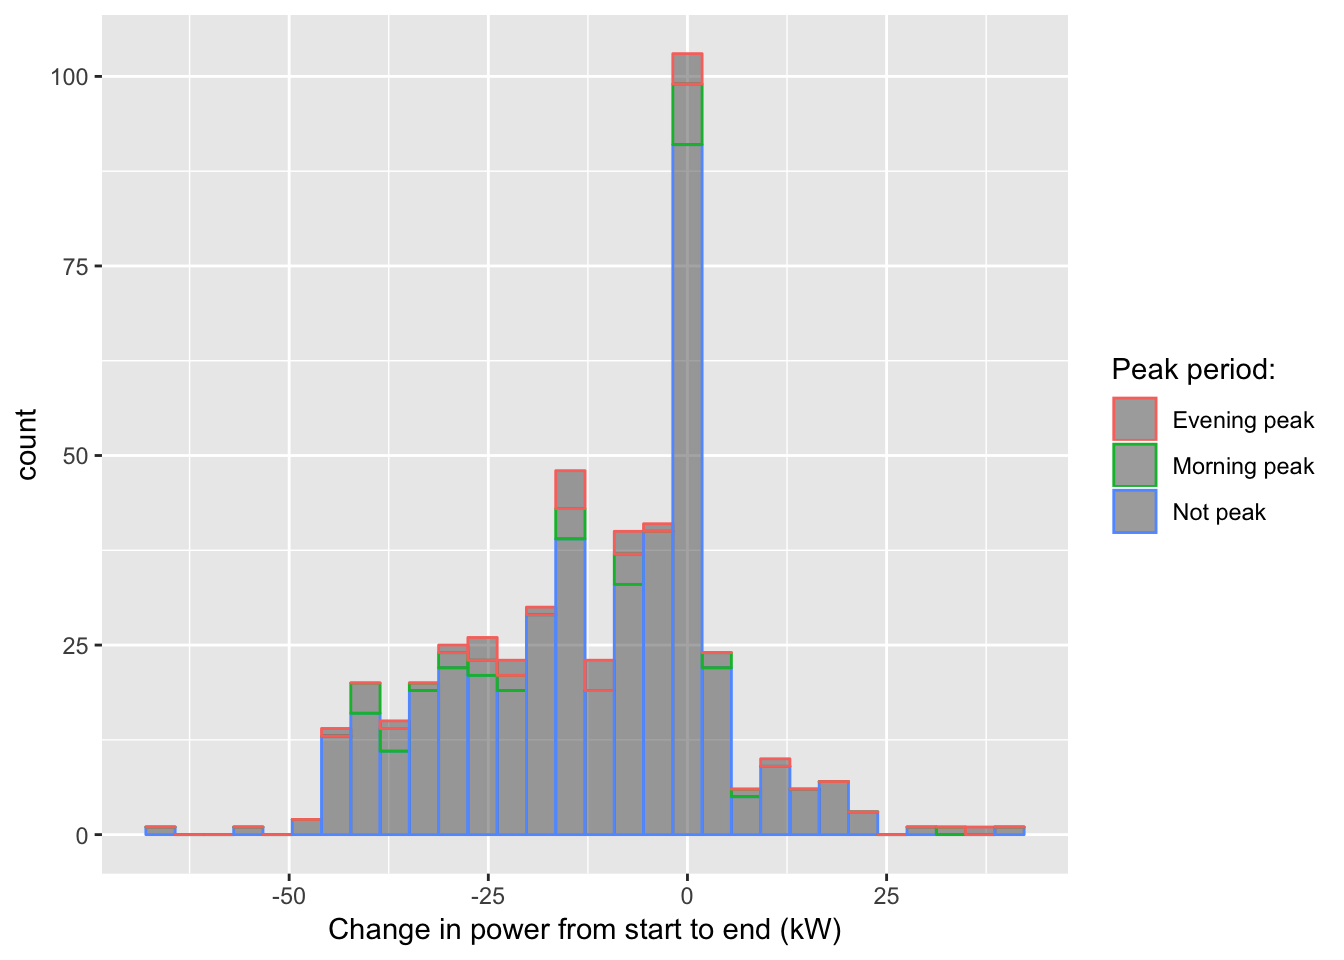 100
75
50
25
0
count
-50
-25
0
25
Change in power from start to end (kW)
Peak period:
Evening peak
Morning peak
Not peak